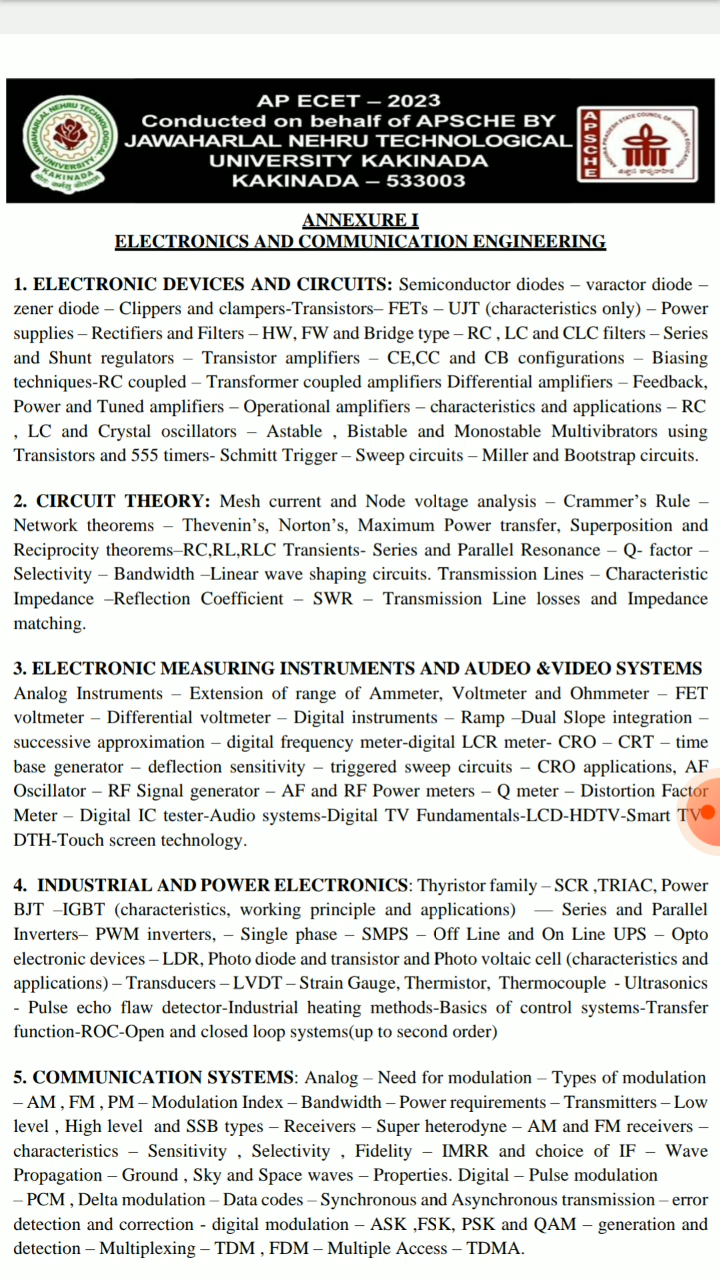 AP ECET – 2023
Conducted on behalf of APSCHE BY
JAWAHARLAL NEHRU TECHNOLOGICAL
UNIVERSITY KAKINADA
KAKINADA – 533003
KAKINADA
APSCHE
ANNEXURE I
ELECTRONICS AND COMMUNICATION ENGINEERING
1. ELECTRONIC DEVICES AND CIRCUITS: Semiconductor diodes – varactor diode –
zener diode – Clippers and clampers-Transistors– FETs – UJT (characteristics only) – Power
supplies – Rectifiers and Filters – HW, FW and Bridge type – RC , LC and CLC filters – Series
and Shunt regulators – Transistor amplifiers – CE,CC and CB configurations – Biasing
techniques-RC coupled – Transformer coupled amplifiers Differential amplifiers – Feedback,
Power and Tuned amplifiers – Operational amplifiers – characteristics and applications – RC
, LC and Crystal oscillators – Astable , Bistable and Monostable Multivibrators using
Transistors and 555 timers- Schmitt Trigger – Sweep circuits – Miller and Bootstrap circuits.
2. CIRCUIT THEORY: Mesh current and Node voltage analysis – Crammer’s Rule –
Network theorems – Thevenin’s, Norton’s, Maximum Power transfer, Superposition and
Reciprocity theorems–RC,RL,RLC Transients- Series and Parallel Resonance – Q- factor –
Selectivity – Bandwidth –Linear wave shaping circuits. Transmission Lines – Characteristic
Impedance –Reflection Coefficient – SWR – Transmission Line losses and Impedance
matching.
3. ELECTRONIC MEASURING INSTRUMENTS AND AUDEO &VIDEO SYSTEMS
Analog Instruments – Extension of range of Ammeter, Voltmeter and Ohmmeter – FET
voltmeter – Differential voltmeter – Digital instruments – Ramp –Dual Slope integration –
successive approximation – digital frequency meter-digital LCR meter- CRO – CRT – time
base generator – deflection sensitivity – triggered sweep circuits – CRO applications, AF
Oscillator – RF Signal generator – AF and RF Power meters – Q meter – Distortion Factor
Meter – Digital IC tester-Audio systems-Digital TV Fundamentals-LCD-HDTV-Smart TV
DTH-Touch screen technology.
4. INDUSTRIAL AND POWER ELECTRONICS: Thyristor family – SCR ,TRIAC, Power
BJT –IGBT (characteristics, working principle and applications) — Series and Parallel
Inverters– PWM inverters, – Single phase – SMPS – Off Line and On Line UPS – Opto
electronic devices – LDR, Photo diode and transistor and Photo voltaic cell (characteristics and
applications) – Transducers – LVDT – Strain Gauge, Thermistor, Thermocouple - Ultrasonics
- Pulse echo flaw detector-Industrial heating methods-Basics of control systems-Transfer
function-ROC-Open and closed loop systems(up to second order)
5. COMMUNICATION SYSTEMS: Analog – Need for modulation – Types of modulation
– AM , FM , PM – Modulation Index – Bandwidth – Power requirements – Transmitters – Low
level , High level and SSB types – Receivers – Super heterodyne – AM and FM receivers –
characteristics – Sensitivity , Selectivity , Fidelity – IMRR and choice of IF – Wave
Propagation – Ground , Sky and Space waves – Properties. Digital – Pulse modulation
– PCM , Delta modulation – Data codes – Synchronous and Asynchronous transmission – error
detection and correction - digital modulation – ASK ,FSK, PSK and QAM – generation and
detection – Multiplexing – TDM , FDM – Multiple Access – TDMA.